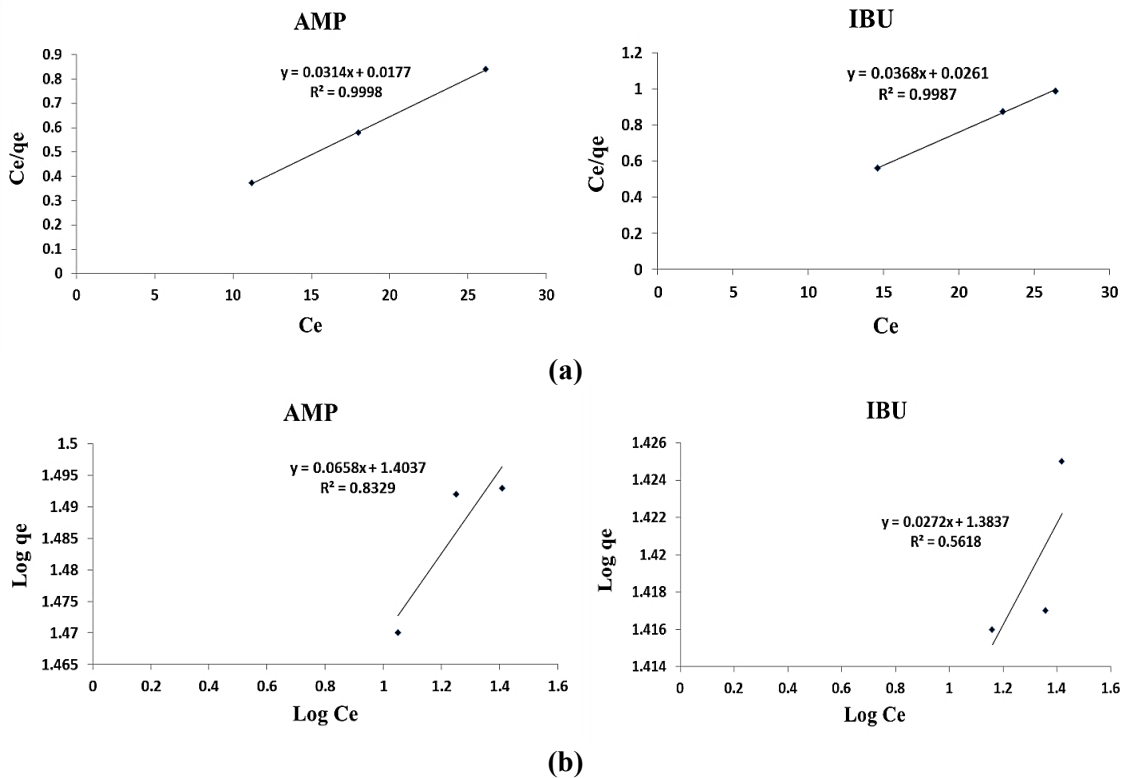 AMP
y = 0.0314x + 0.0177
R² = 0.9998
Ce/qe
0.9
0.8
0.7
0.6
0.5
0.4
0.3
0.2
0.1
0
0 5 10 15 20 25 30
Ce
IBU
y = 0.0368x + 0.0261
R² = 0.9987
Ce/qe
1.2
1
0.8
0.6
0.4
0.2
0
0 5 10 15 20 25 30
Ce
(a)
AMP
y = 0.0658x + 1.4037
R² = 0.8329
Log qe
1.5
1.495
1.49
1.485
1.48
1.475
1.47
1.465
0 0.2 0.4 0.6 0.8 1 1.2 1.4 1.6
Log Ce
IBU
y = 0.0272x + 1.3837
R² = 0.5618
Log qe
1.426
1.424
1.422
1.42
1.418
1.416
1.414
0 0.2 0.4 0.6 0.8 1 1.2 1.4 1.6
Log Ce
(b)